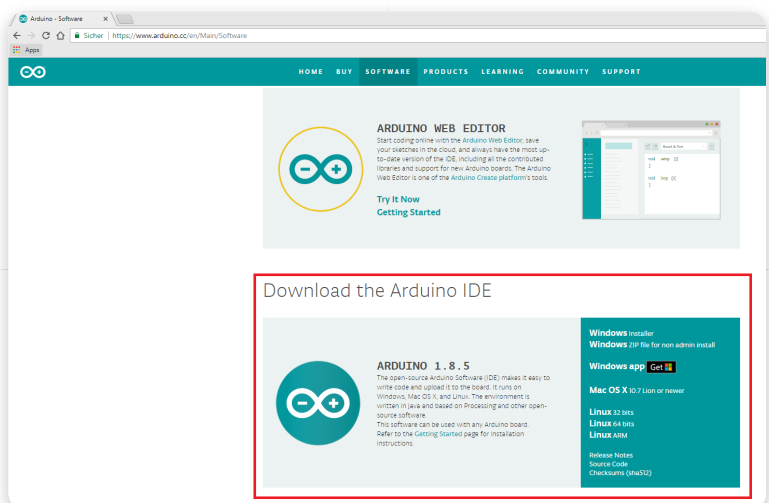 Arduino - Software
Sicher | https://www.arduino.cc/en/Main/Software
Apps
HOME BUY SOFTWARE PRODUCTS LEARNING COMMUNITY SUPPORT
ARDUINO WEB EDITOR
Start coding online with the Arduino Web Editor, save
your sketches in the cloud, and always have the most up-
to-date version of the IDE, including all the contributed
libraries and support for new Arduino boards. The Arduino
Web Editor is one of the Arduino Create platform's tools.
Try It Now
Getting Started
void setup (){
}
void loop (){
}
Download the Arduino IDE
ARDUINO 1.8.5
The open-source Arduino Software (IDE) makes it easy to
write code and upload it to the board. It runs on
Windows, Mac OS X, and Linux. The environment is
written in Java and based on Processing and other open-
source software.
This software can be used with any Arduino board.
Refer to the Getting Started page for Installation
instructions.
Windows Installer
Windows ZIP file for non admin install
Windows app Get
Mac OS X 10.7 Lion or newer
Linux 32 bits
Linux 64 bits
Linux ARM
Release Notes
Source Code
Checksums (sha512)